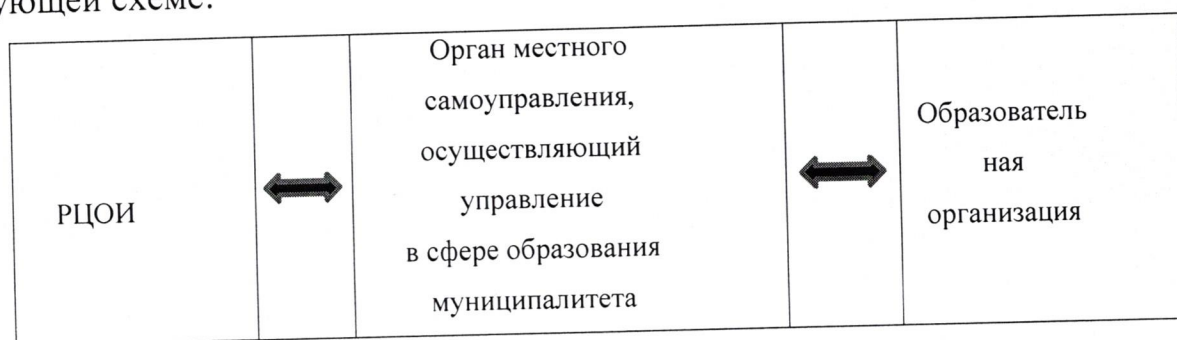 ующей схеме:
РЦОИ
Орган местного
самоуправления,
осуществляющий
управление
в сфере образования
муниципалитета
Образователь
ная
организация